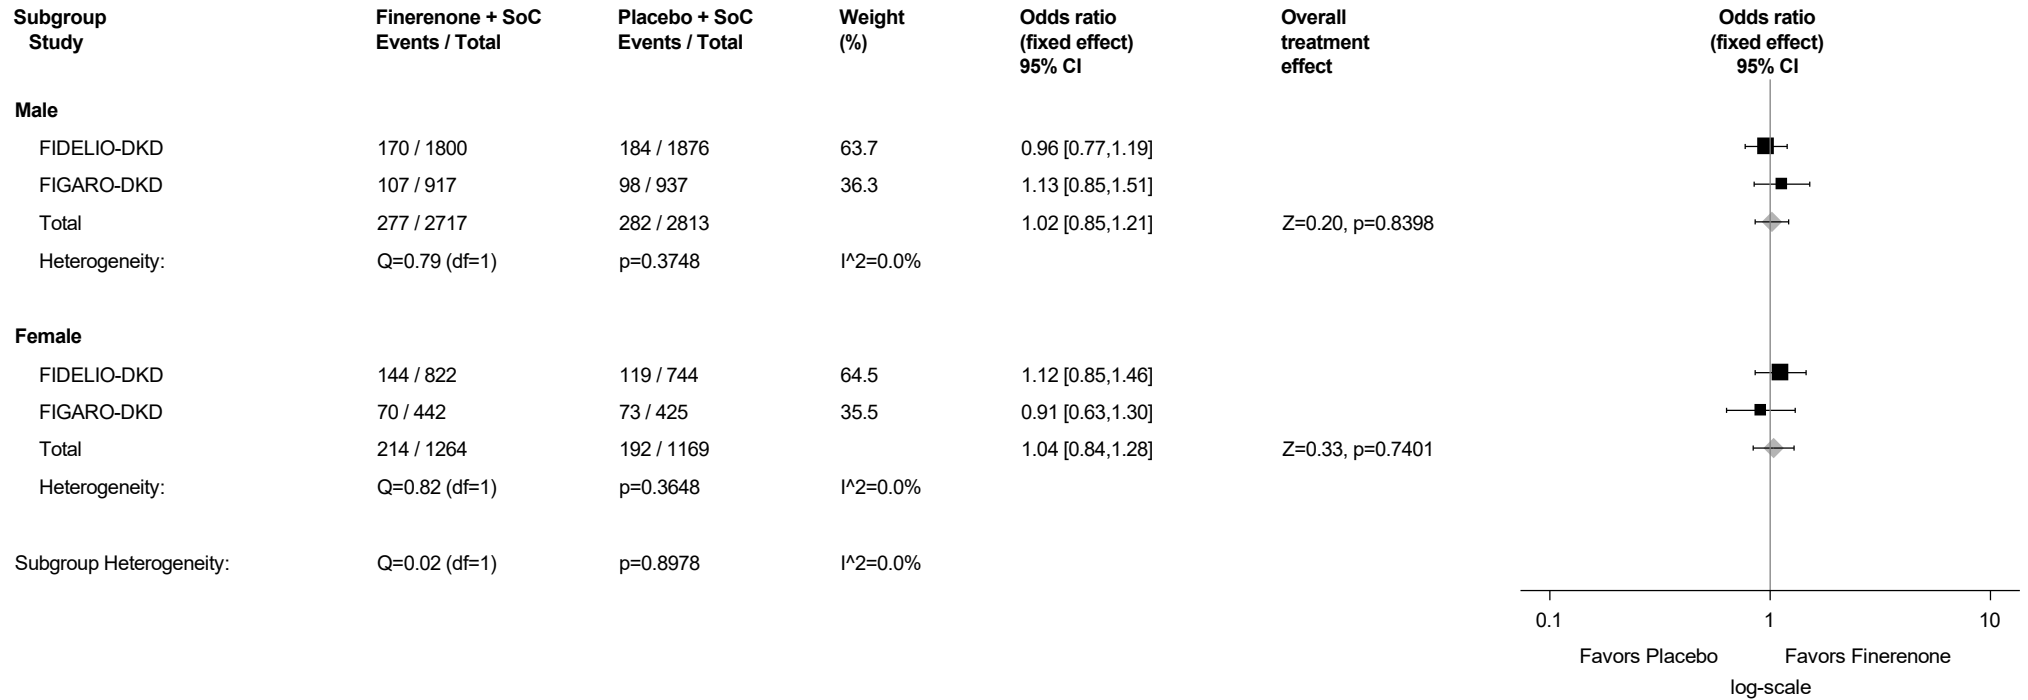 Subgroup Finerenone + SoC Placebo + SoC Weight Odds ratio Overall Odds ratio
Study Events / Total Events / Total (%) (fixed effect) treatment (fixed effect)
95% CI effect 95% CI
Male
FIDELIO-DKD 170 / 1800 184 / 1876 63.7 0.96 [0.77,1.19]
FIGARO-DKD 107 / 917 98 / 937 36.3 1.13 [0.85,1.51]
Total 277 / 2717 282 / 2813 1.02 [0.85,1.21] Z=0.20, p=0.8398
Heterogeneity: Q=0.79 (df=1) p=0.3748 I^2=0.0%
Female
FIDELIO-DKD 144 / 822 119 / 744 64.5 1.12 [0.85,1.46]
FIGARO-DKD 70 / 442 73 / 425 35.5 0.91 [0.63,1.30]
Total 214 / 1264 192 / 1169 1.04 [0.84,1.28] Z=0.33, p=0.7401
Heterogeneity: Q=0.82 (df=1) p=0.3648 I^2=0.0%
Subgroup Heterogeneity: Q=0.02 (df=1) p=0.8978 I^2=0.0%
0.1 1 10
Favors Placebo Favors Finerenone
log-scale